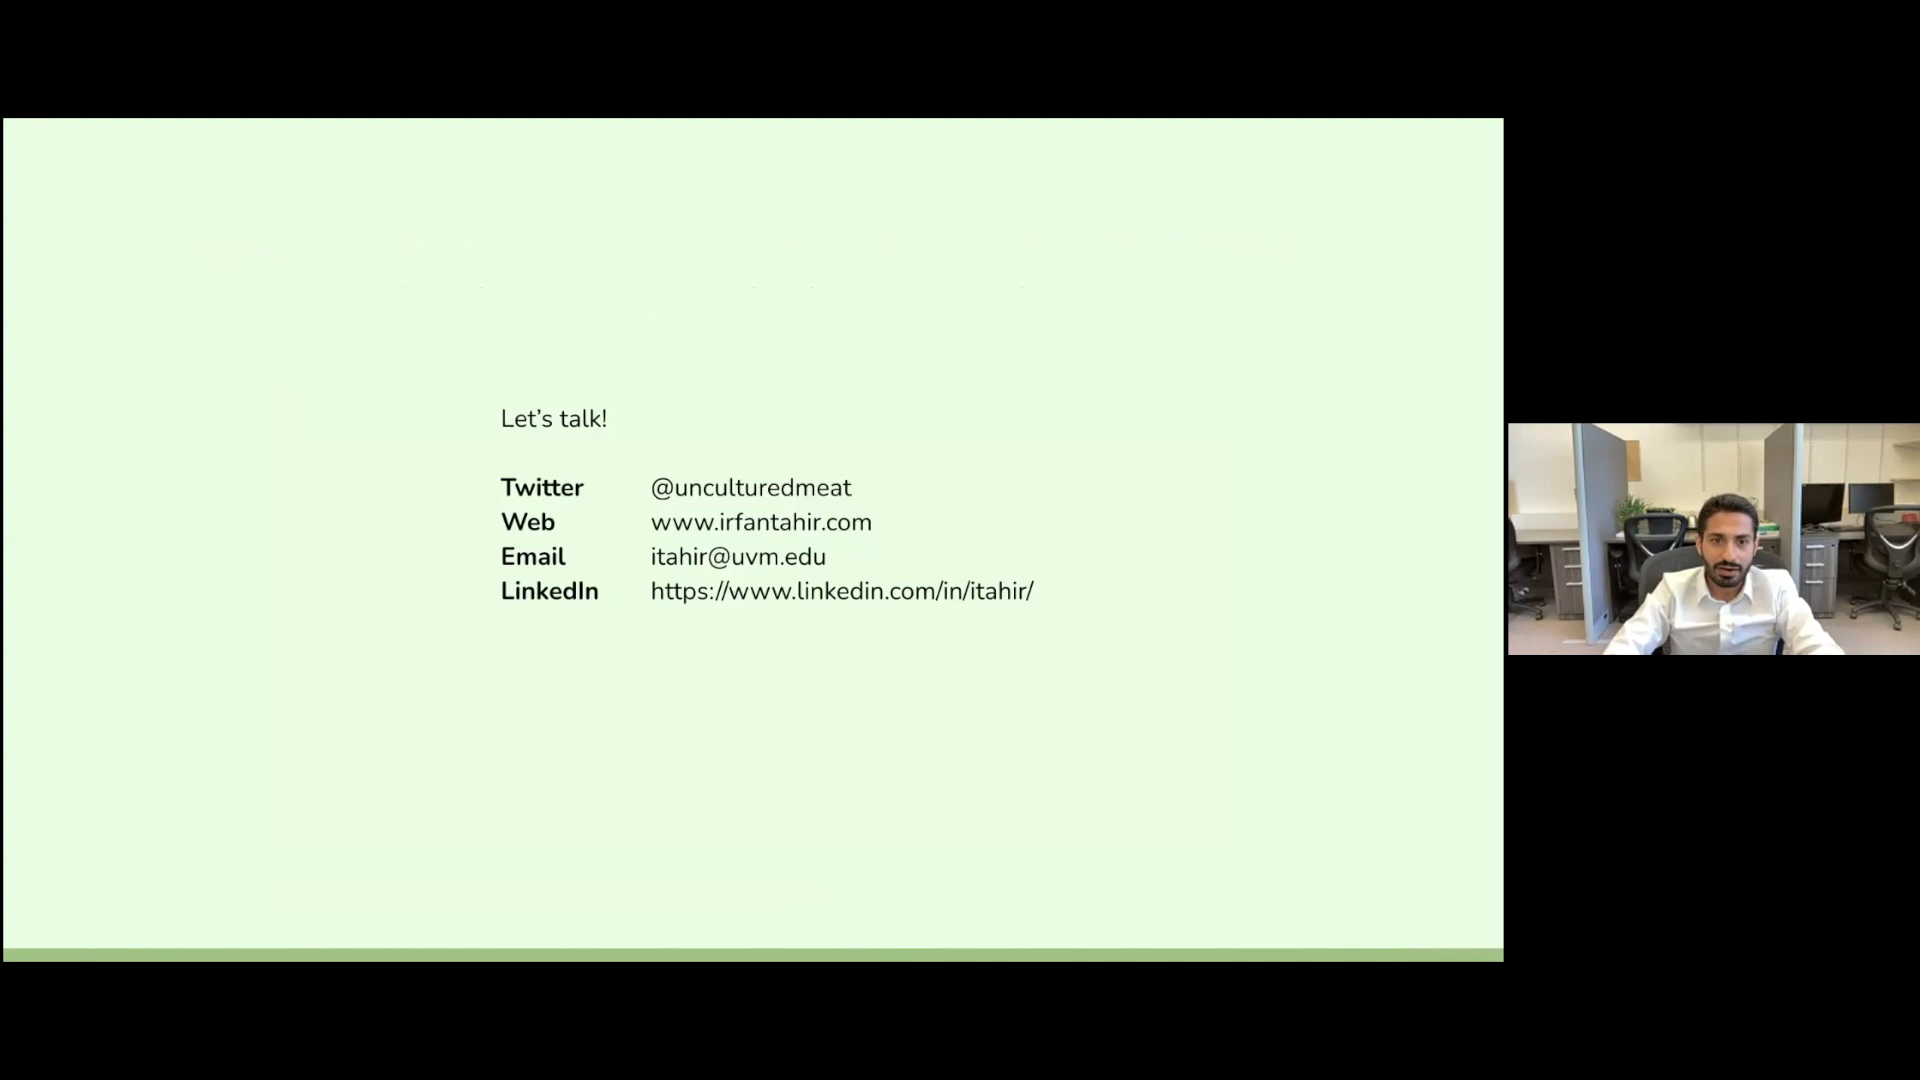 Let's talk!
Twitter @unculturedmeat
Web www.irfantahir.com
Email itahir@uvm.edu
LinkedIn https://www.linkedin.com/in/itahir/